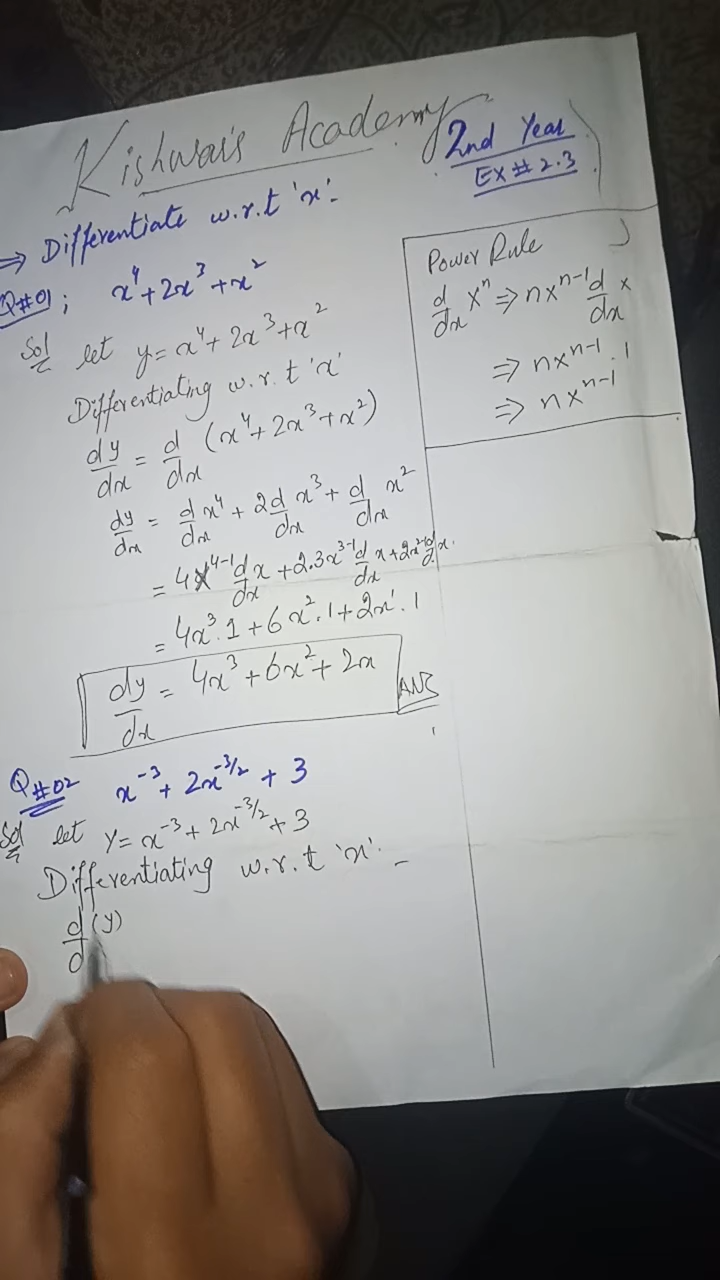 Kishwar's Academy
2nd Year
Ex # 2.3
⇒ Differentiate w.r.t 'x':
Q#01; x⁴+2x³+x²
Sol let y=x⁴+2x³+x²
Differentiating w.r.t 'x'
dy/dx = d/dx (x⁴+2x³+x²)
dy/dx = d/dx x⁴ + 2d/dx x³ + d/dx x²
= 4x⁴⁻¹ d/dx x + 2.3x³⁻¹ d/dx x + 2x²⁻¹ d/dx x.
= 4x³.1 + 6x².1 + 2x¹.1
dy/dx = 4x³+6x²+2x ANS
Power Rule
d/dx xⁿ ⇒ nxⁿ⁻¹ d/dx x
⇒ nxⁿ⁻¹.1
⇒ nxⁿ⁻¹
Q#02 x⁻³ + 2x⁻³/² + 3
Sol let y= x⁻³ + 2x⁻³/² + 3
Differentiating w.r.t 'x'. –
d/d (y)